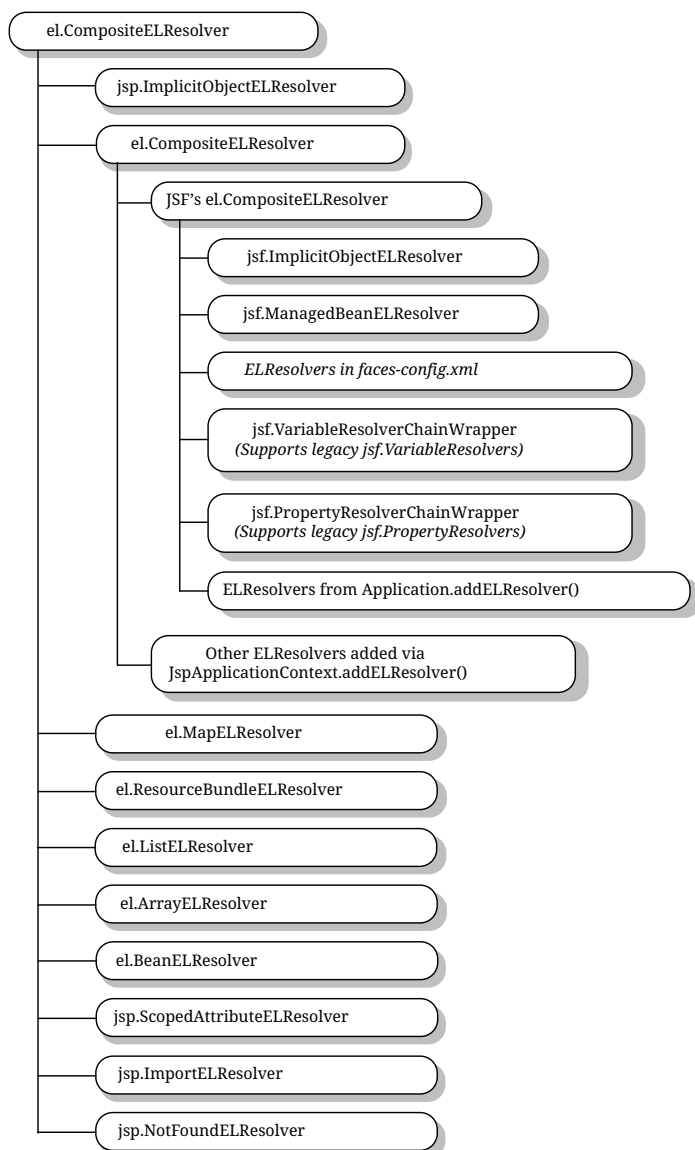 el.CompositeELResolver
jsp.ImplicitObjectELResolver
el.CompositeELResolver
JSF’s el.CompositeELResolver
jsf.ImplicitObjectELResolver
jsf.ManagedBeanELResolver
ELResolvers in faces-config.xml
jsf.VariableResolverChainWrapper
(Supports legacy jsf.VariableResolvers)
jsf.PropertyResolverChainWrapper
(Supports legacy jsf.PropertyResolvers)
ELResolvers from Application.addELResolver()
Other ELResolvers added via
JspApplicationContext.addELResolver()
el.MapELResolver
el.ResourceBundleELResolver
el.ListELResolver
el.ArrayELResolver
el.BeanELResolver
jsp.ScopedAttributeELResolver
jsp.ImportELResolver
jsp.NotFoundELResolver